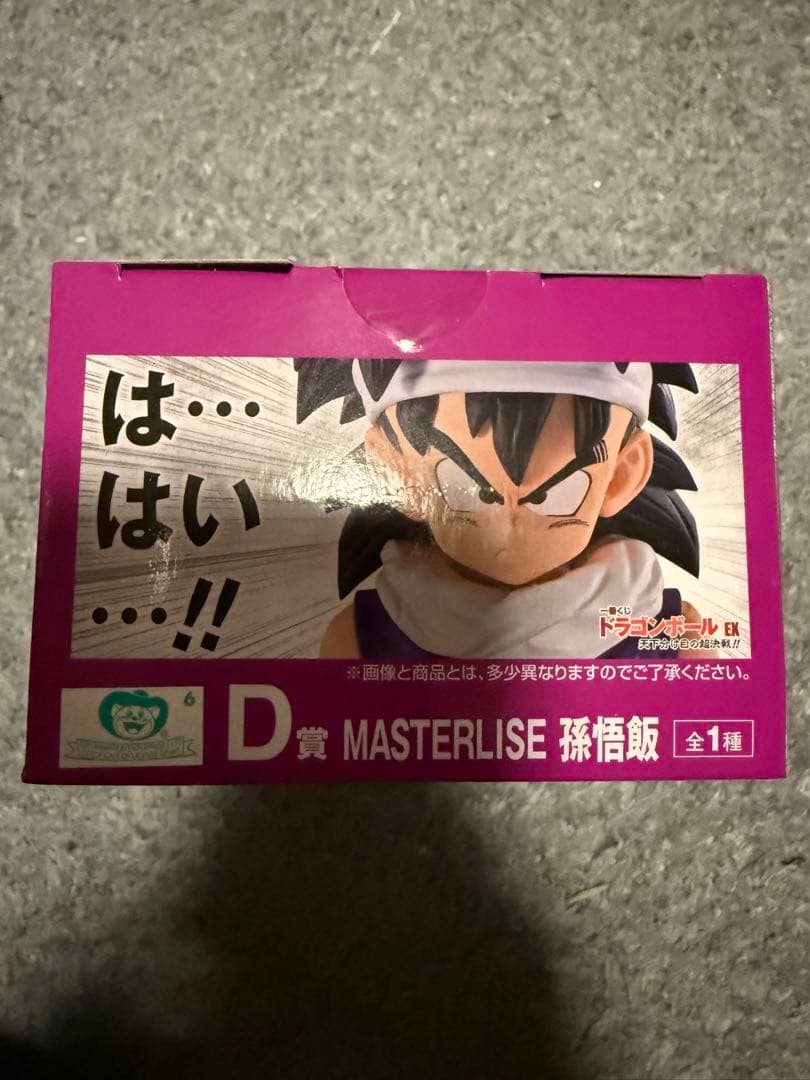 は…
はい
…!!
一番くじ
ドラゴンボール EX
天下分け目の超決戦!!
※画像と商品とは、多少異なりますのでご了承ください。
6
D賞 MASTERLISE 孫悟飯 全1種